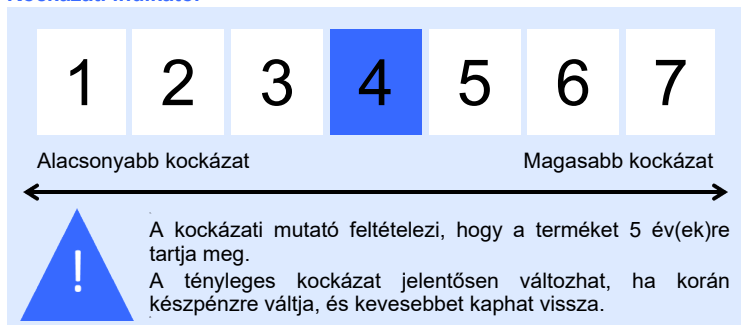 1 2 3 4 5 6 7
Alacsonyabb kockázat Magasabb kockázat
!
A kockázati mutató feltételezi, hogy a terméket 5 év(ek)re
tartja meg.
A tényleges kockázat jelentősen változhat, ha korán
készpénzre váltja, és kevesebbet kaphat vissza.